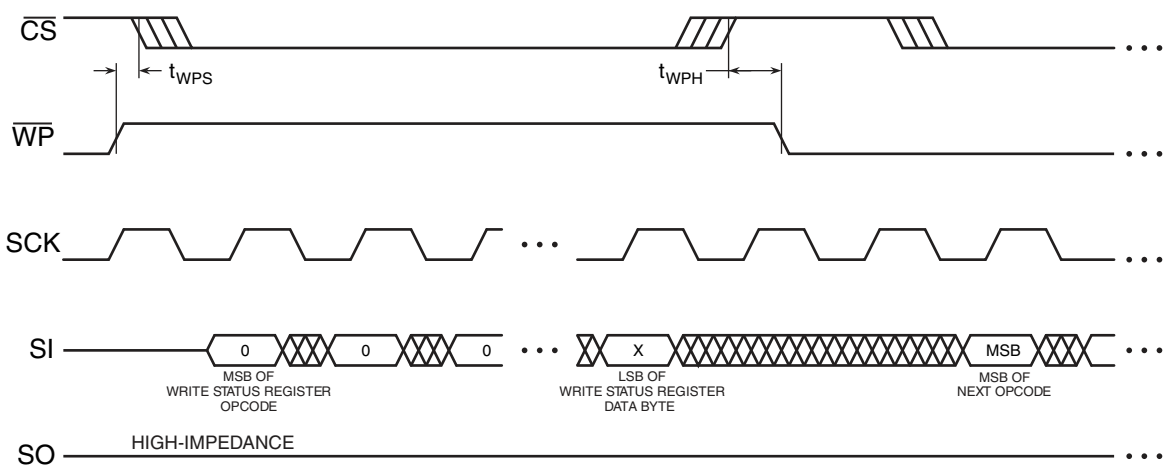 CS
• • •
tWPS
tWPH
WP
• • •
SCK
• • •
• • •
SI
0
0
0
• • •
X
MSB
• • •
MSB OF
WRITE STATUS REGISTER
OPCODE
LSB OF
WRITE STATUS REGISTER
DATA BYTE
MSB OF
NEXT OPCODE
SO
HIGH-IMPEDANCE
• • •